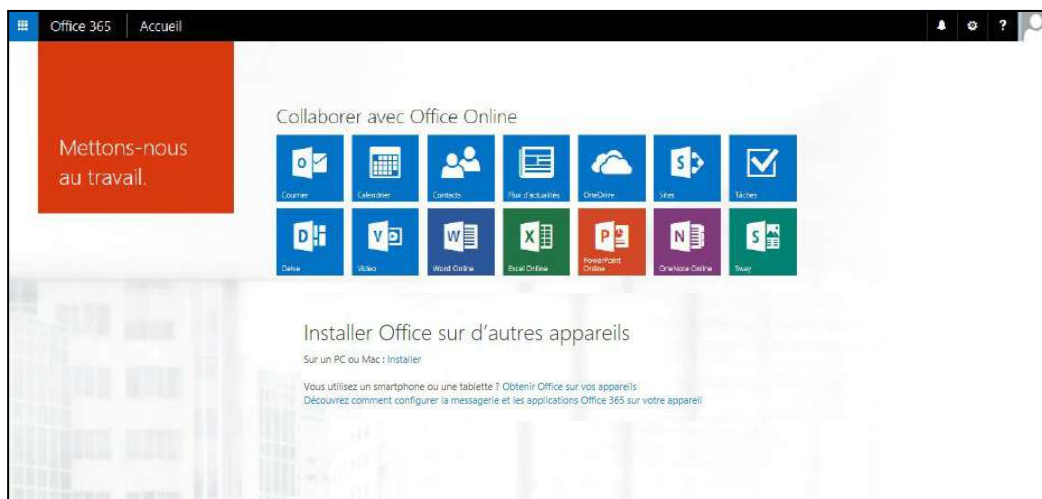 Office 365 Accueil ?
Mettons-nous
au travail.
Collaborer avec Office Online
Courrier Calendrier Contacts Flux d'actualités OneDrive Sites Tâches
Delve Vidéo Word Online Excel Online PowerPoint Online OneNote Online Sway
Installer Office sur d'autres appareils
Sur un PC ou Mac : Installer
Vous utilisez un smartphone ou une tablette ? Obtenir Office sur vos appareils
Découvrez comment configurer la messagerie et les applications Office 365 sur votre appareil